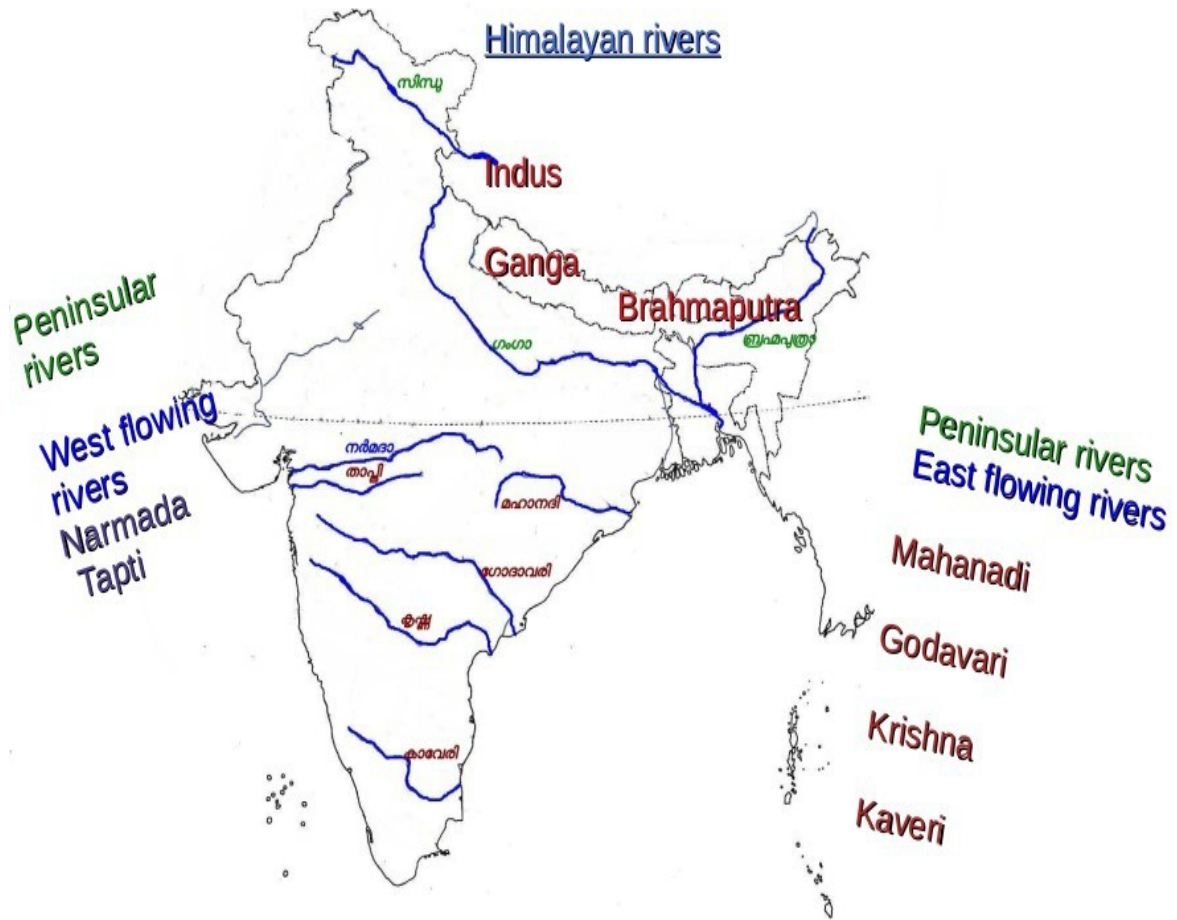 Himalayan rivers
സിന്ധു
Indus
Ganga
Brahmaputra
ഗംഗാ
ബ്രഹ്മപുത്രാ
Peninsular
rivers
West flowing
rivers
Narmada
Tapti
നർമദാ
താപ്തി
മഹാനദി
ഗോദാവരി
കൃഷ്ണ
കാവേരി
Peninsular rivers
East flowing rivers
Mahanadi
Godavari
Krishna
Kaveri